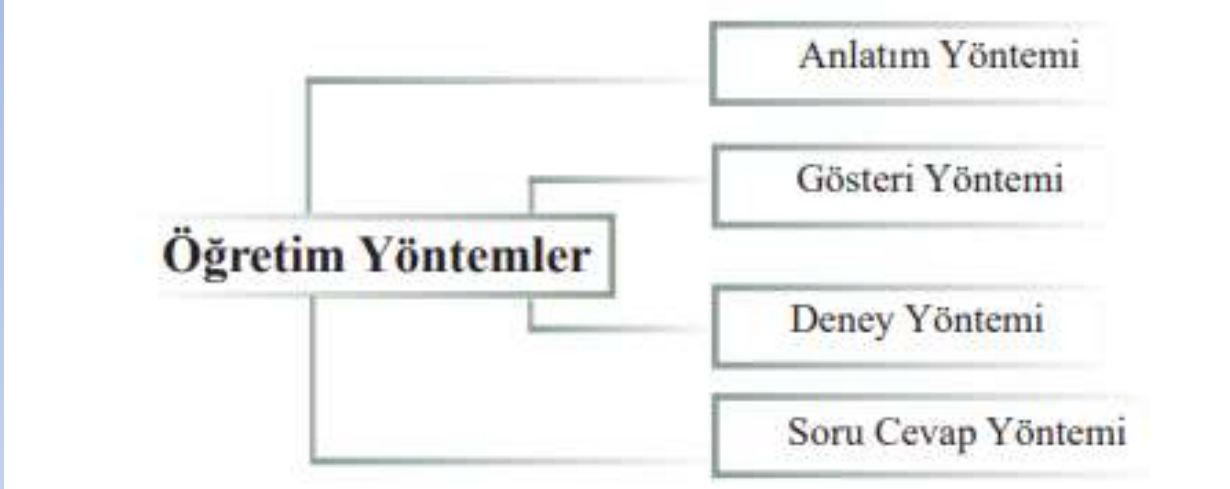 Anlatım Yöntemi
Gösteri Yöntemi
Öğretim Yöntemler
Deney Yöntemi
Soru Cevap Yöntemi